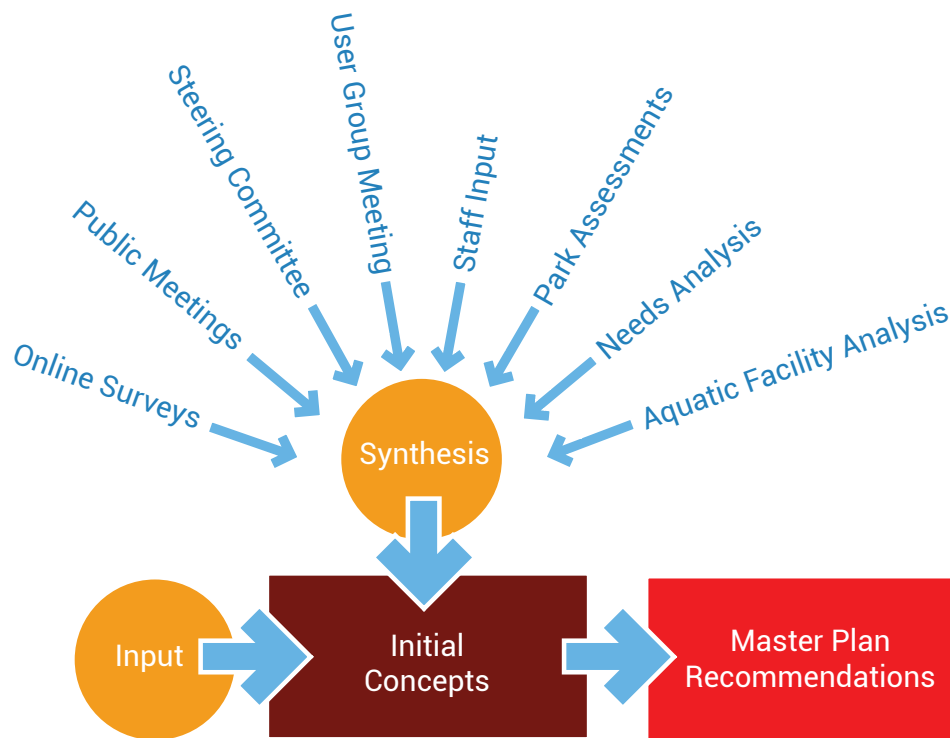 Online Surveys
Public Meetings
Steering Committee
User Group Meeting
Staff Input
Park Assessments
Needs Analysis
Aquatic Facility Analysis
Synthesis
Input
Initial
Concepts
Master Plan
Recommendations